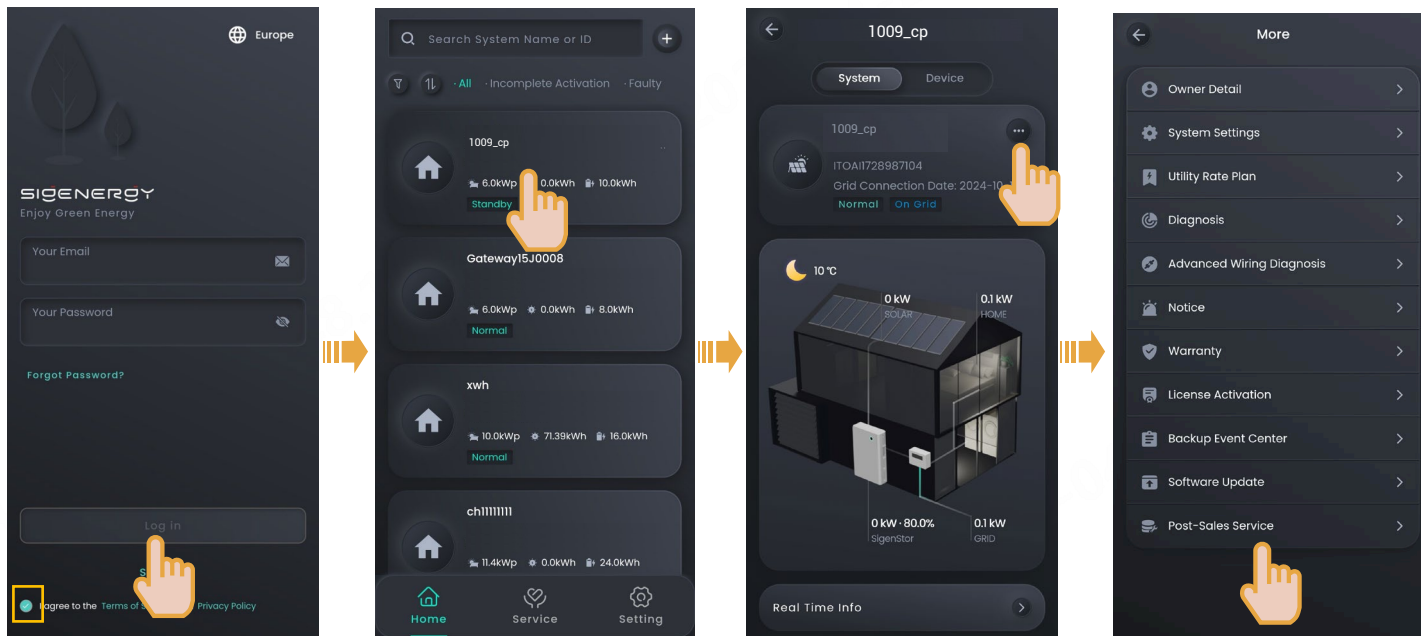 Europe
SIGENERGY
Enjoy Green Energy
Your Email
Your Password
Forgot Password?
Log in
I agree to the Terms of Privacy Policy
Search System Name or ID
· All · Incomplete Activation · Faulty
1009_cp
6.0kWp 0.0kWh 10.0kWh
Standby
Gateway15J0008
6.0kWp 0.0kWh 8.0kWh
Normal
xwh
10.0kWp 71.39kWh 16.0kWh
Normal
ch11111111
11.4kWp 0.0kWh 24.0kWh
Home Service Setting
1009_cp
System Device
1009_cp
ITOAI1728987104
Grid Connection Date: 2024-10-
Normal On Grid
10 ℃
0 kW 0.1 kW
SOLAR HOME
0 kW · 80.0% 0.1 kW
SigenStor GRID
Real Time Info
More
Owner Detail
System Settings
Utility Rate Plan
Diagnosis
Advanced Wiring Diagnosis
Notice
Warranty
License Activation
Backup Event Center
Software Update
Post-Sales Service